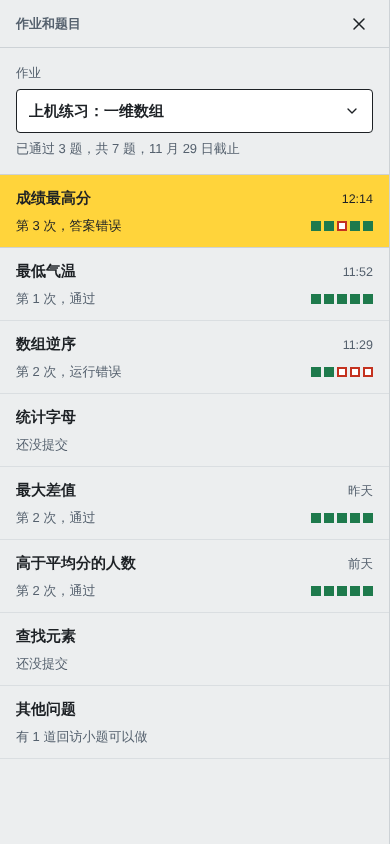 作业和题目
作业
上机练习：一维数组
已通过 3 题，共 7 题，11 月 29 日截止
成绩最高分 12:14
第 3 次，答案错误
最低气温 11:52
第 1 次，通过
数组逆序 11:29
第 2 次，运行错误
统计字母
还没提交
最大差值 昨天
第 2 次，通过
高于平均分的人数 前天
第 2 次，通过
查找元素
还没提交
其他问题
有 1 道回访小题可以做